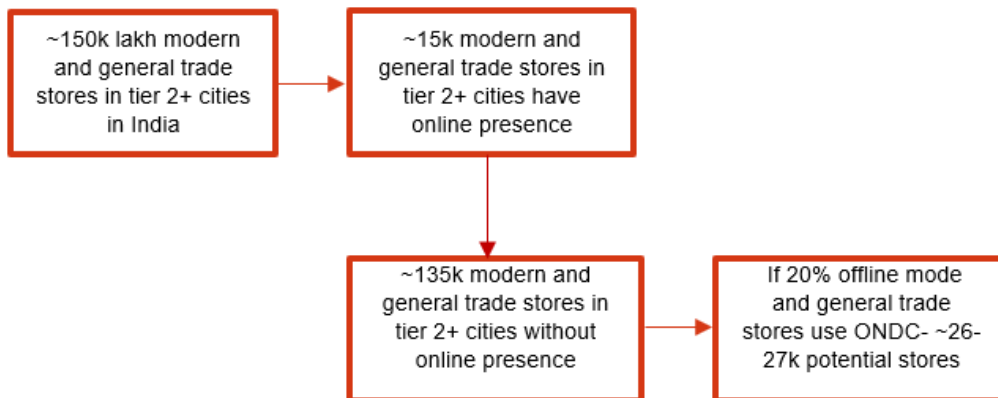 ~150k lakh modern
and general trade
stores in tier 2+ cities
in India
~15k modern and
general trade stores in
tier 2+ cities have
online presence
~135k modern and
general trade stores in
tier 2+ cities without
online presence
If 20% offline mode
and general trade
stores use ONDC- ~26-
27k potential stores